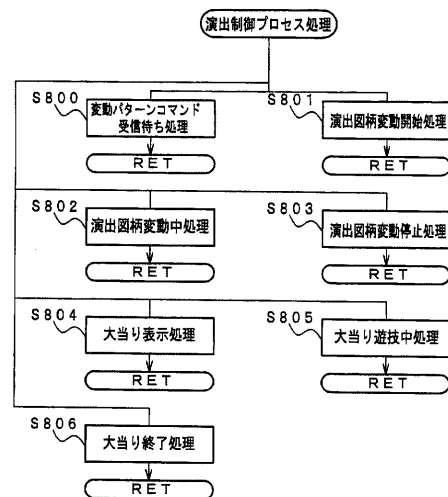 演出制御プロセス処理
S800
変動パターンコマンド
受信待ち処理
RET
S801
演出図柄変動開始処理
RET
S802
演出図柄変動中処理
RET
S803
演出図柄変動停止処理
RET
S804
大当り表示処理
RET
S805
大当り遊技中処理
RET
S806
大当り終了処理
RET